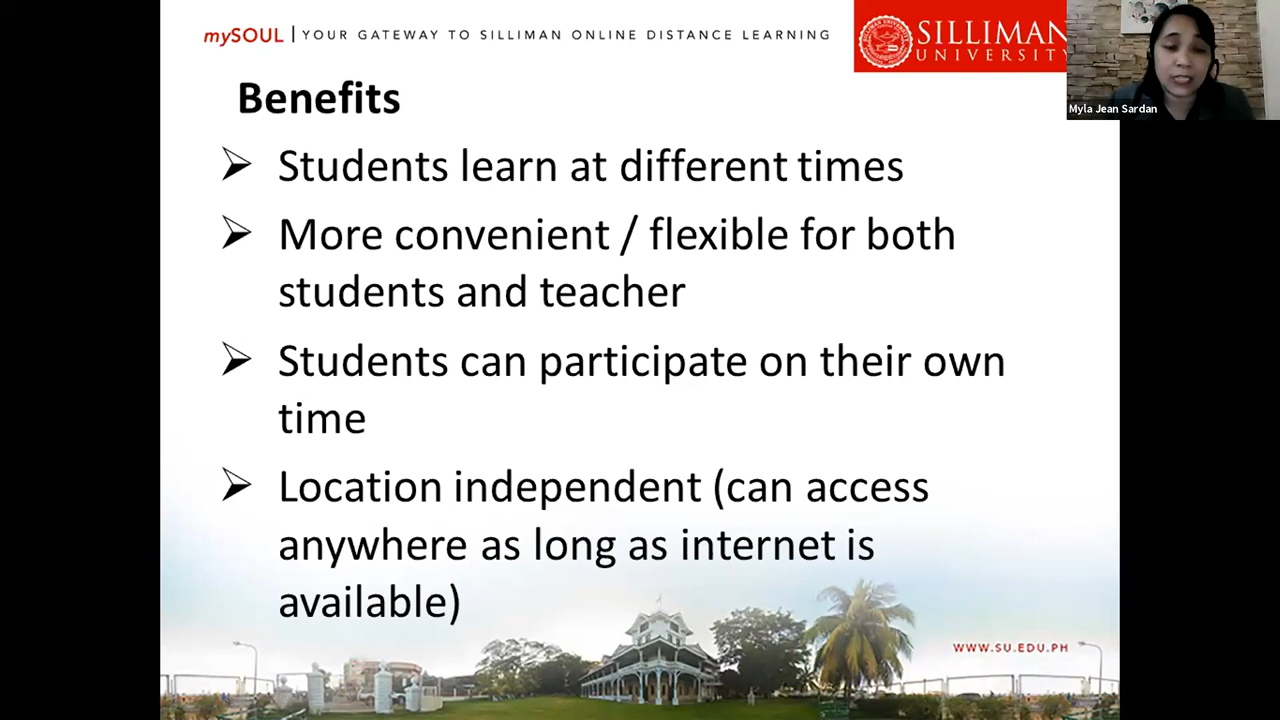 mySOUL | YOUR GATEWAY TO SILLIMAN ONLINE DISTANCE LEARNING
SILLIMAN
UNIVERSITY
Myla Jean Sardan
Benefits
Students learn at different times
More convenient / flexible for both
students and teacher
Students can participate on their own
time
Location independent (can access
anywhere as long as internet is
available)
WWW.SU.EDU.PH